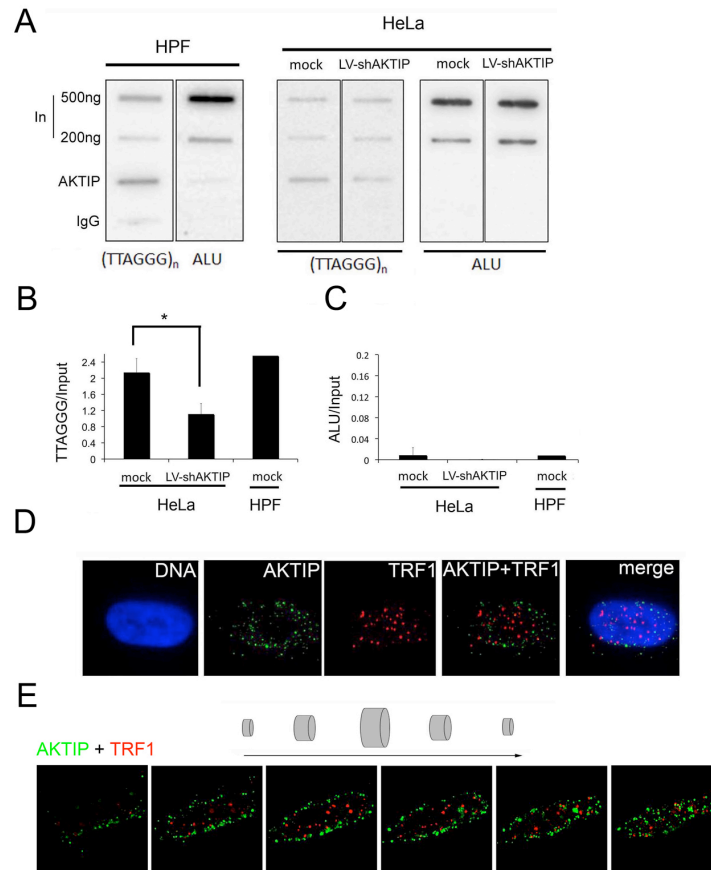 A
HPF
HeLa
mock LV-shAKTIP mock LV-shAKTIP
500ng
In
200ng
AKTIP
IgG
(TTAGGG)n ALU
(TTAGGG)n ALU
B
*
TTAGGG/Input
2.4
2
1.6
1.2
0.8
0.4
0
mock LV-shAKTIP mock
HeLa HPF
C
ALU/Input
0.2
0.16
0.12
0.08
0.04
0
mock LV-shAKTIP mock
HeLa HPF
D
DNA AKTIP TRF1 AKTIP+TRF1 merge
E
AKTIP + TRF1